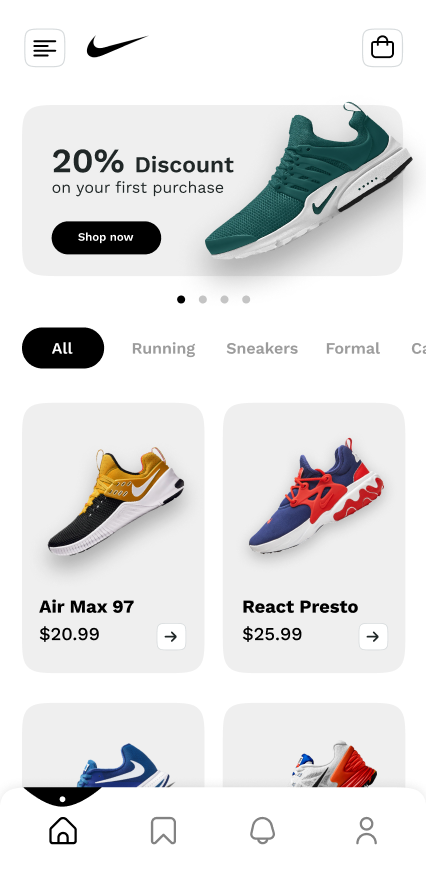 20% Discount
on your first purchase
Shop now
All Running Sneakers Formal Ca
Air Max 97
$20.99
React Presto
$25.99